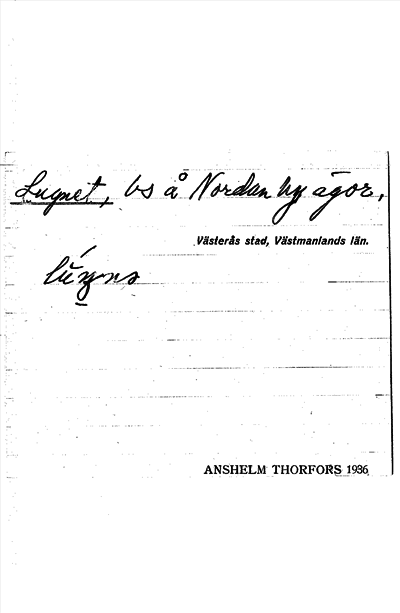 Lugnet, bs å Nordanby ägor,
Västerås stad, Västmanlands län.
ANSHELM THORFORS 1936